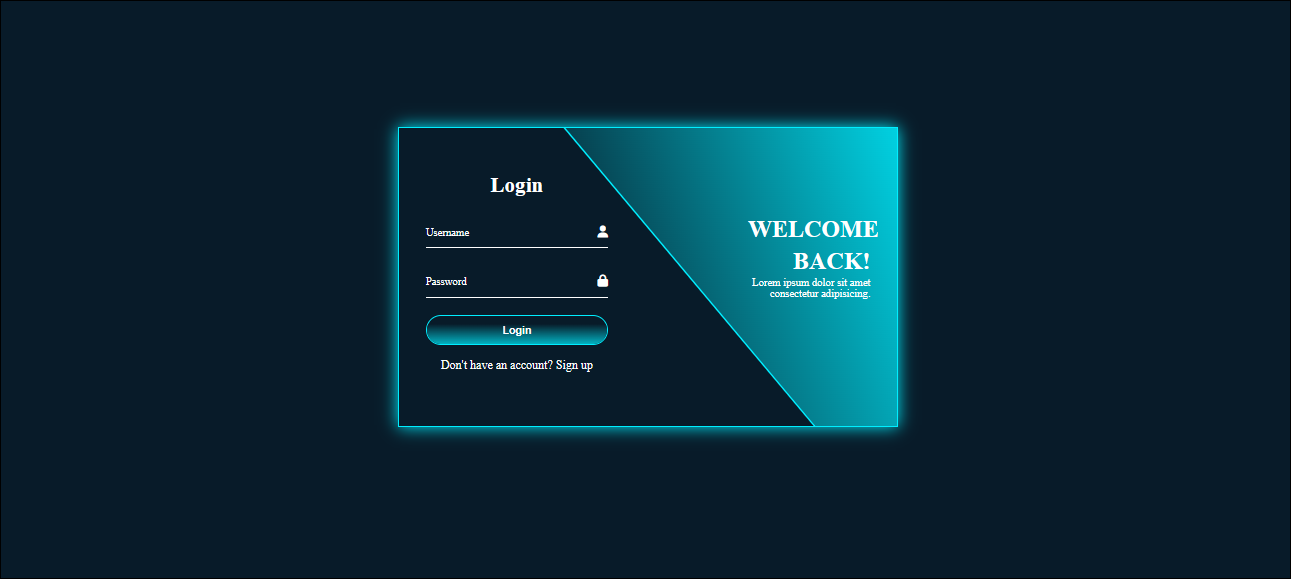 Login
Username
Password
Login
Don't have an account? Sign up
WELCOME
BACK!
Lorem ipsum dolor sit amet
consectetur adipisicing.